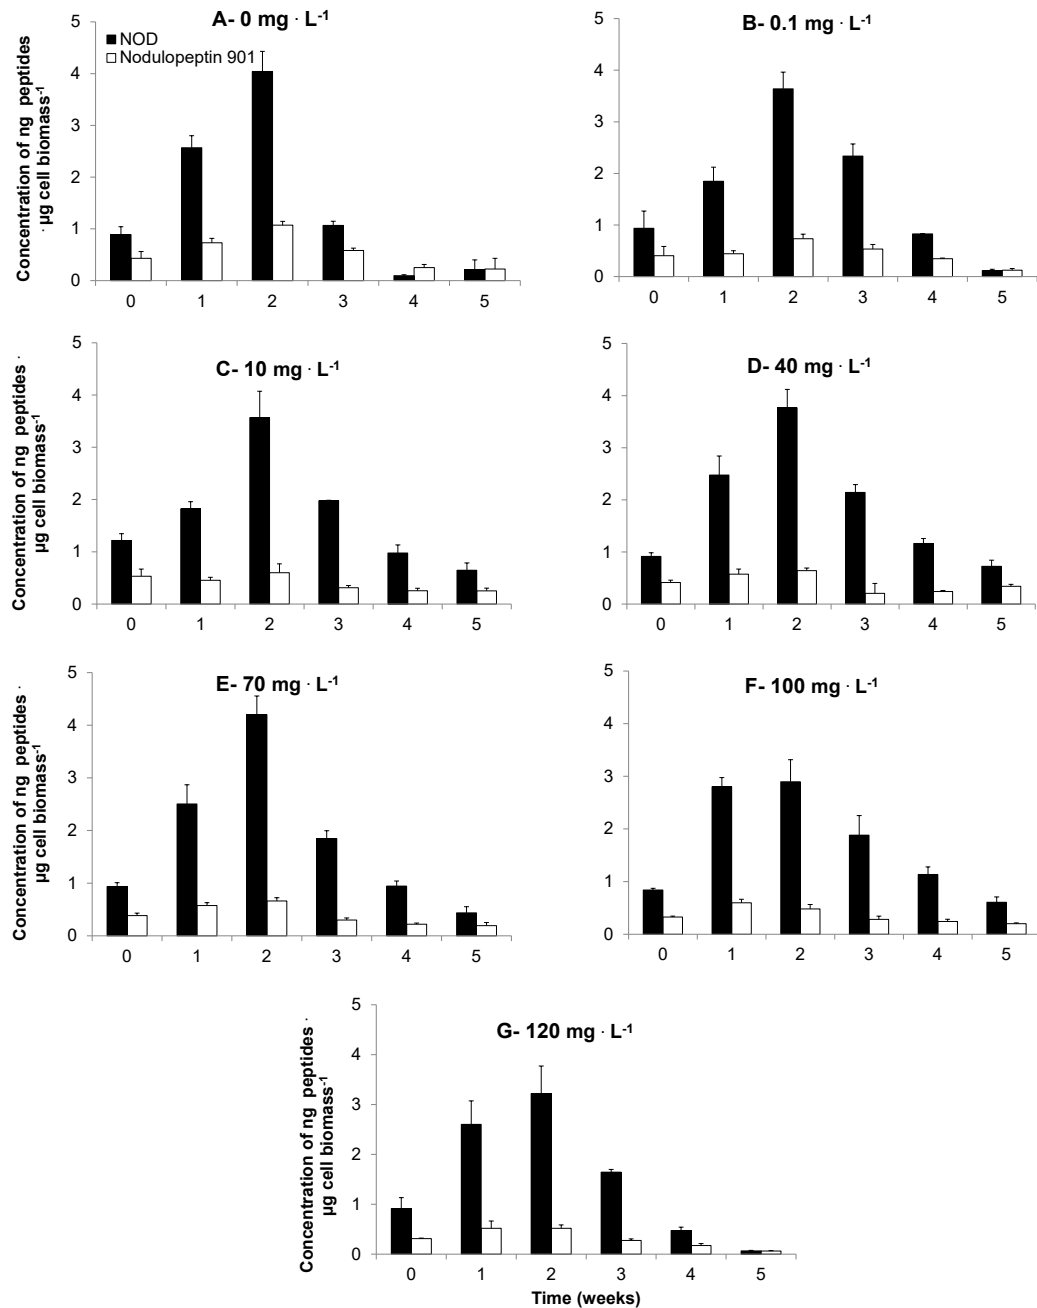 A- 0 mg · L-1
NOD
Nodulopeptin 901
Concentration of ng peptides
· µg cell biomass-1
5
4
3
2
1
0
0 1 2 3 4 5
B- 0.1 mg · L-1
5
4
3
2
1
0
0 1 2 3 4 5
C- 10 mg · L-1
Concentration of ng peptides ·
µg cell biomass-1
5
4
3
2
1
0
0 1 2 3 4 5
D- 40 mg · L-1
5
4
3
2
1
0
0 1 2 3 4 5
E- 70 mg · L-1
Concentration of ng peptides ·
µg cell biomass-1
5
4
3
2
1
0
0 1 2 3 4 5
F- 100 mg · L-1
5
4
3
2
1
0
0 1 2 3 4 5
G- 120 mg · L-1
Concentration of ng peptides ·
µg cell biomass-1
5
4
3
2
1
0
0 1 2 3 4 5
Time (weeks)